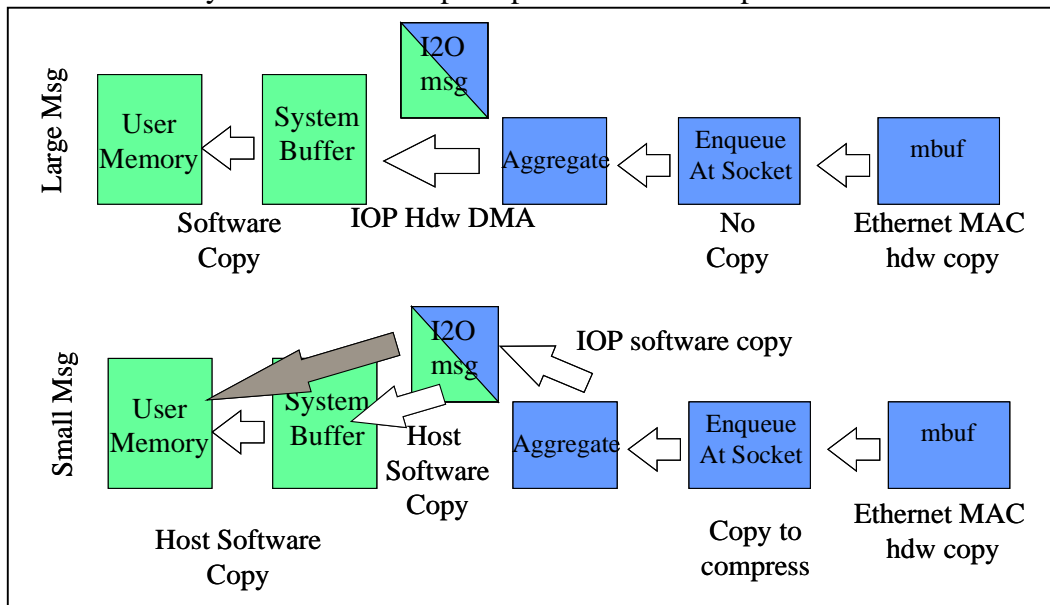 Large Msg
I2O
msg
User
Memory
System
Buffer
Aggregate
Enqueue
At Socket
mbuf
Software
Copy
IOP Hdw DMA
No
Copy
Ethernet MAC
hdw copy
Small Msg
I2O
msg
IOP software copy
User
Memory
System
Buffer
Aggregate
Enqueue
At Socket
mbuf
Host
Software
Copy
Host Software
Copy
Copy to
compress
Ethernet MAC
hdw copy